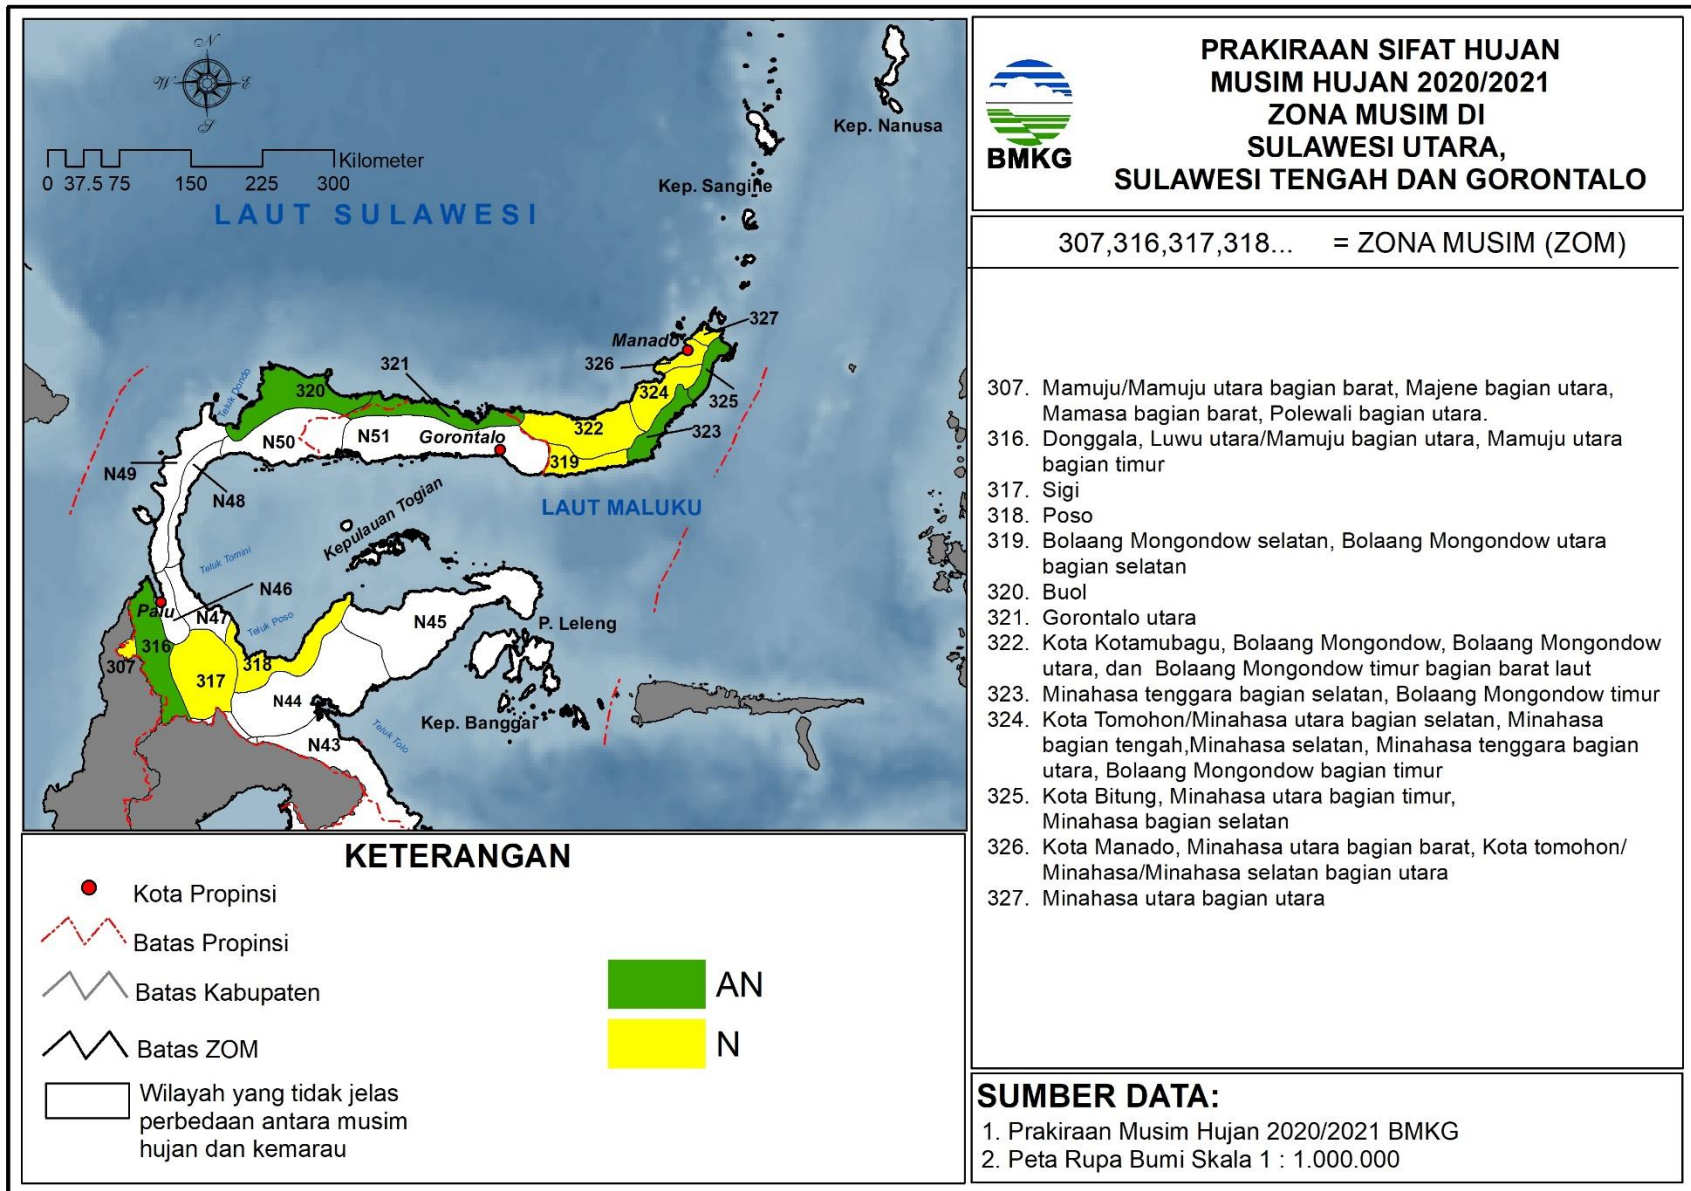 N
W
E
S
Kilometer
0 37.5 75 150 225 300
LAUT SULAWESI
Kep. Nanusa
Kep. Sangihe
327
Manado
326
321
320
324
325
Teluk Dondo
322
323
N50
N51
Gorontalo
319
N49
N48
LAUT MALUKU
Kepulauan Togian
Teluk Tomini
N46
Palu
N47
Teluk Poso
N45
P. Leleng
316
318
307
317
N44
Kep. Banggai
Teluk Tolo
N43
BMKG
PRAKIRAAN SIFAT HUJAN
MUSIM HUJAN 2020/2021
ZONA MUSIM DI
SULAWESI UTARA,
SULAWESI TENGAH DAN GORONTALO
307,316,317,318... = ZONA MUSIM (ZOM)
307. Mamuju/Mamuju utara bagian barat, Majene bagian utara,
Mamasa bagian barat, Polewali bagian utara.
316. Donggala, Luwu utara/Mamuju bagian utara, Mamuju utara
bagian timur
317. Sigi
318. Poso
319. Bolaang Mongondow selatan, Bolaang Mongondow utara
bagian selatan
320. Buol
321. Gorontalo utara
322. Kota Kotamubagu, Bolaang Mongondow, Bolaang Mongondow
utara, dan Bolaang Mongondow timur bagian barat laut
323. Minahasa tenggara bagian selatan, Bolaang Mongondow timur
324. Kota Tomohon/Minahasa utara bagian selatan, Minahasa
bagian tengah,Minahasa selatan, Minahasa tenggara bagian
utara, Bolaang Mongondow bagian timur
325. Kota Bitung, Minahasa utara bagian timur,
Minahasa bagian selatan
326. Kota Manado, Minahasa utara bagian barat, Kota tomohon/
Minahasa/Minahasa selatan bagian utara
327. Minahasa utara bagian utara
KETERANGAN
Kota Propinsi
Batas Propinsi
Batas Kabupaten
Batas ZOM
Wilayah yang tidak jelas
perbedaan antara musim
hujan dan kemarau
AN
N
SUMBER DATA:
1. Prakiraan Musim Hujan 2020/2021 BMKG
2. Peta Rupa Bumi Skala 1 : 1.000.000